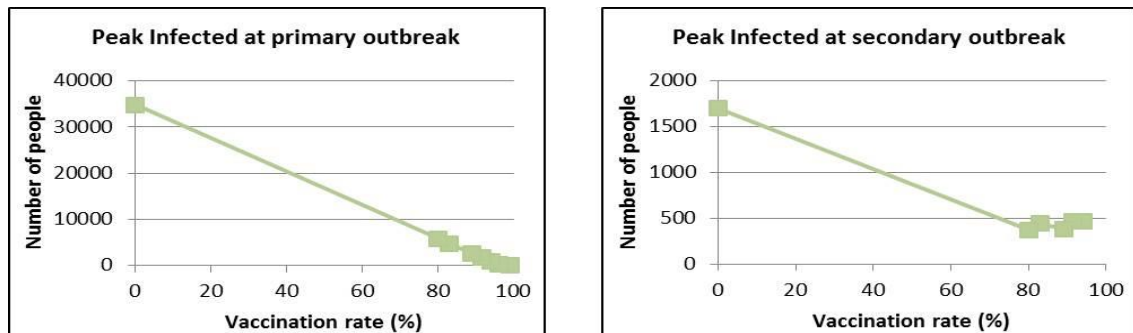 Peak Infected at primary outbreak
Number of people
40000
30000
20000
10000
0
0 20 40 60 80 100
Vaccination rate (%)
Peak Infected at secondary outbreak
Number of people
2000
1500
1000
500
0
0 20 40 60 80 100
Vaccination rate (%)